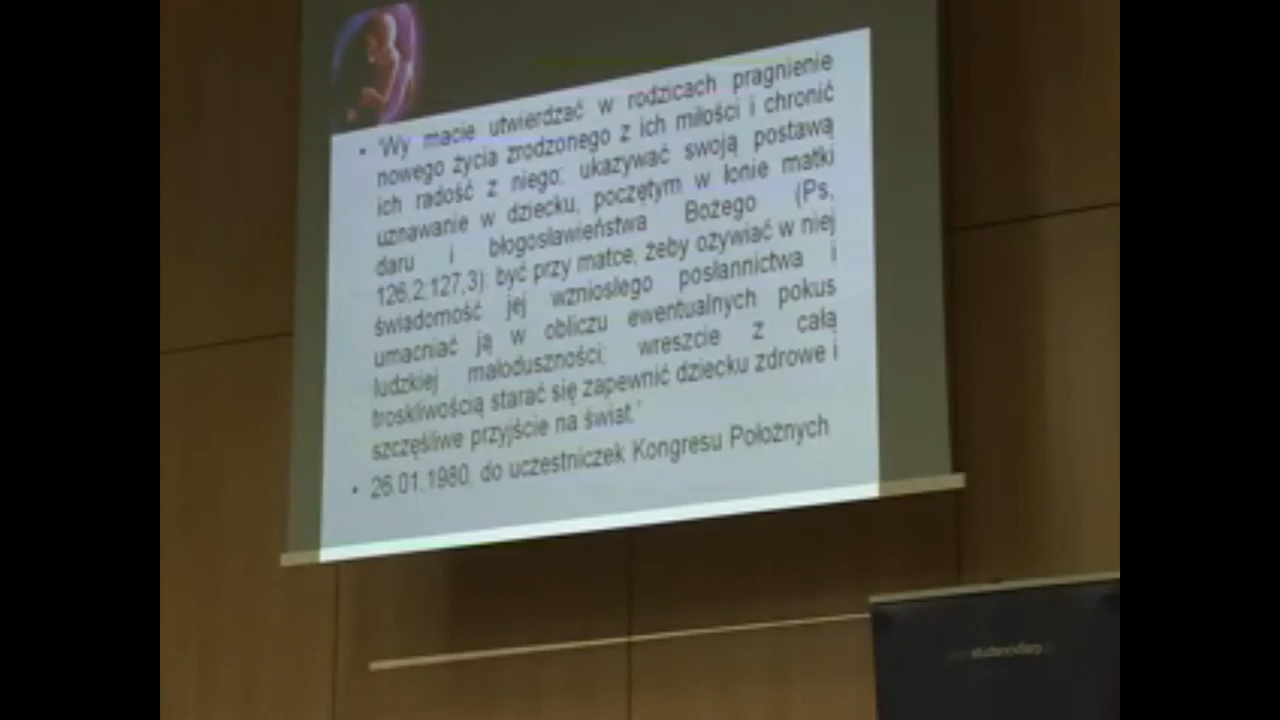 • 'Wy macie utwierdzać w rodzicach pragnienie
nowego życia zrodzonego z ich miłości i chronić
ich radość z niego; ukazywać swoją postawą
uznawanie w dziecku, poczętym w łonie matki
daru i błogosławieństwa Bożego (Ps,
126,2;127,3); być przy matce, żeby ożywiać w niej
świadomość jej wzniosłego posłannictwa i
umacniać ją w obliczu ewentualnych pokus
ludzkiej małoduszności; wreszcie z całą
troskliwością starać się zapewnić dziecku zdrowe i
szczęśliwe przyjście na świat.'
• 26.01.1980, do uczestniczek Kongresu Położnych